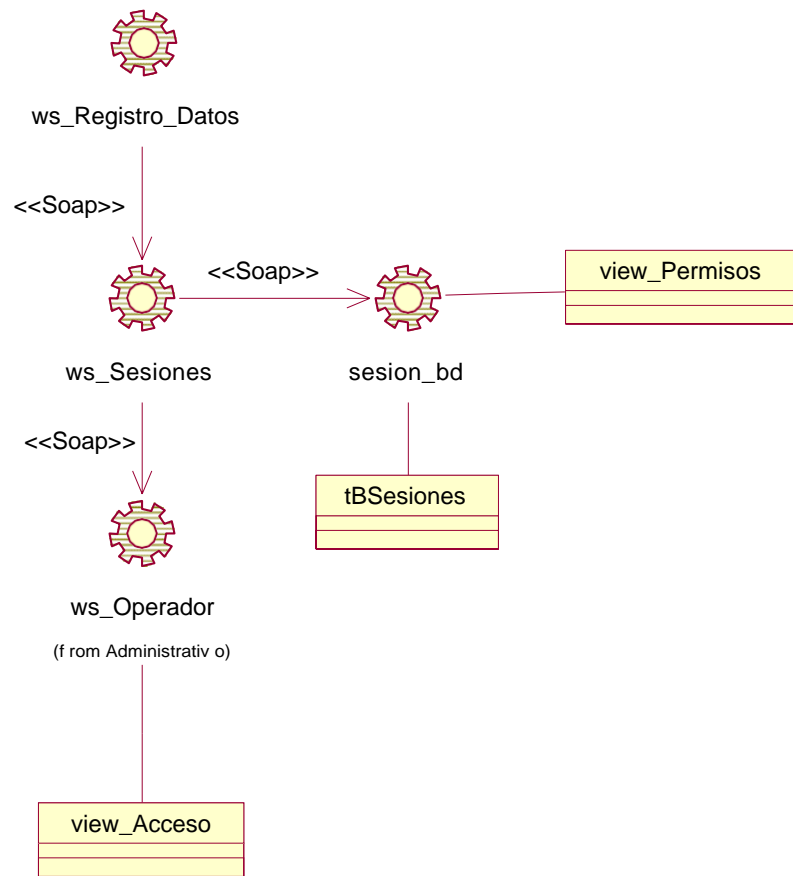 ws_Registro_Datos
<<Soap>>
<<Soap>>
view_Permisos
ws_Sesiones
sesion_bd
<<Soap>>
tBSesiones
ws_Operador
(f rom Administrativ o)
view_Acceso